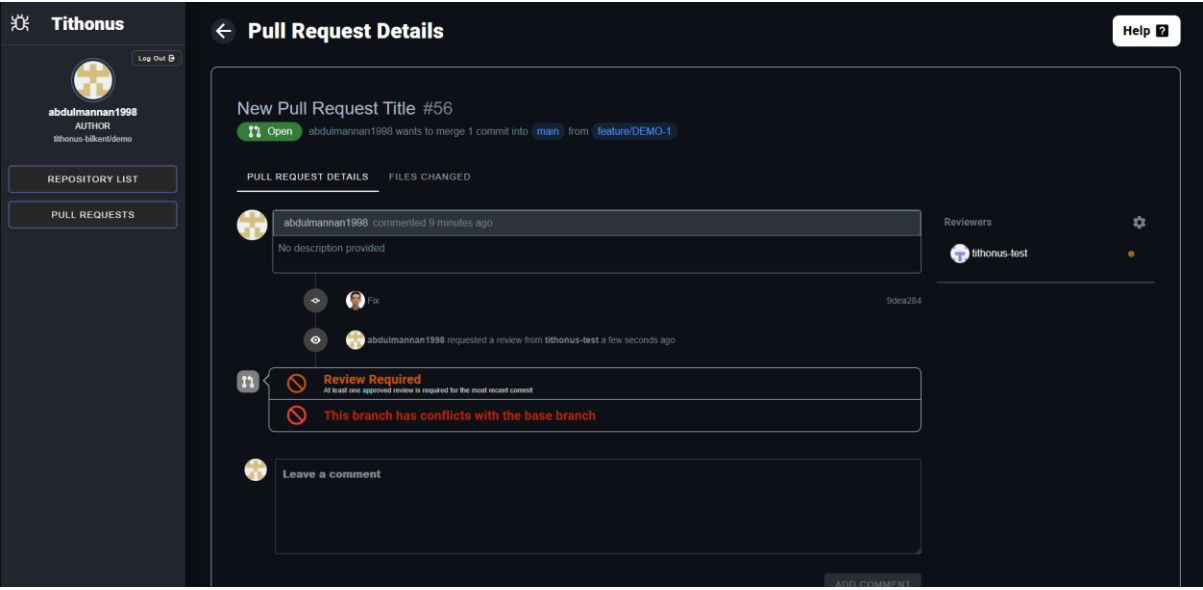 Tithonus
Log Out
abdulmannan1998
AUTHOR
tithonus-bilkent/demo
REPOSITORY LIST
PULL REQUESTS
Pull Request Details
Help
New Pull Request Title #56
Open abdulmannan1998 wants to merge 1 commit into main from feature/DEMO-1
PULL REQUEST DETAILS FILES CHANGED
abdulmannan1998 commented 9 minutes ago
No description provided
Reviewers
tithonus-test
Fix 9dea284
abdulmannan1998 requested a review from tithonus-test a few seconds ago
Review Required
At least one approved review is required for the most recent commit
This branch has conflicts with the base branch
Leave a comment
ADD COMMENT